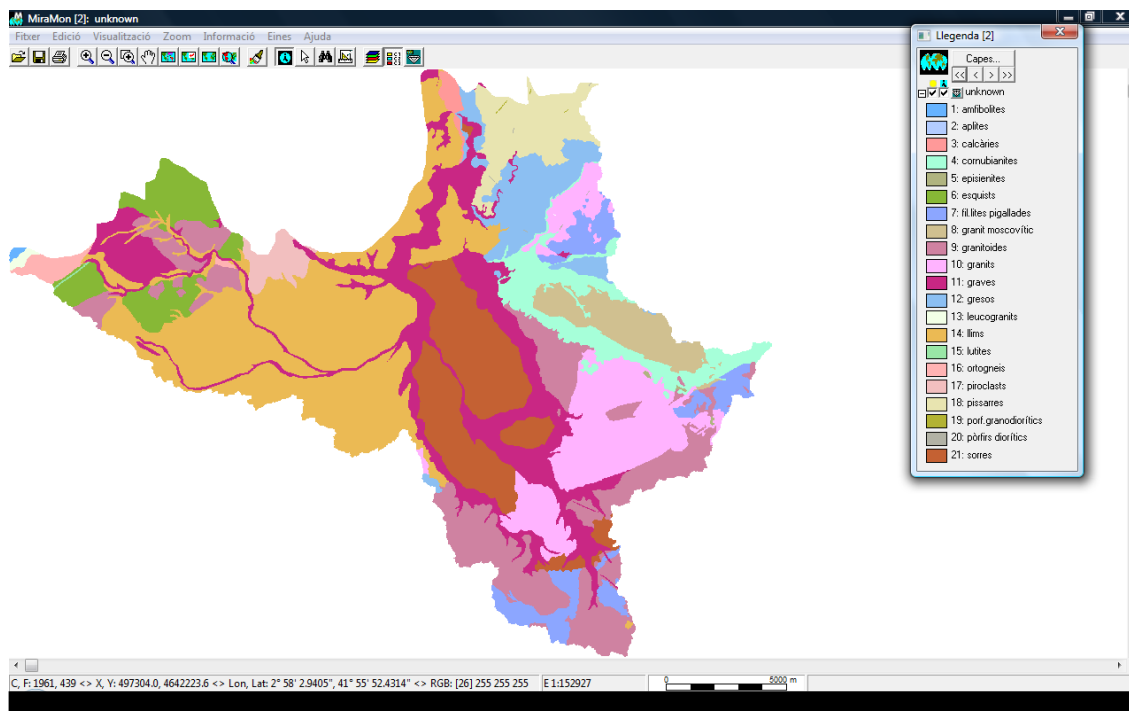 MiraMon [2]: unknown
Fitxer Edició Visualització Zoom Informació Eines Ajuda
Llegenda [2]
Capes...
<< < > >>
unknown
1: amfibolites
2: aplites
3: calcàries
4: cornubianites
5: episienites
6: esquists
7: fil.lites pigallades
8: granit moscovític
9: granitoides
10: granits
11: graves
12: gresos
13: leucogranits
14: llims
15: lutites
16: ortogneis
17: piroclasts
18: pissarres
19: porf.granodiorítics
20: pòrfirs diorítics
21: sorres
C, F: 1961, 439 <> X, Y: 497304.0, 4642223.6 <> Lon, Lat: 2° 58' 2.9405", 41° 55' 52.4314" <> RGB: [26] 255 255 255 E 1:152927 0 5000 m